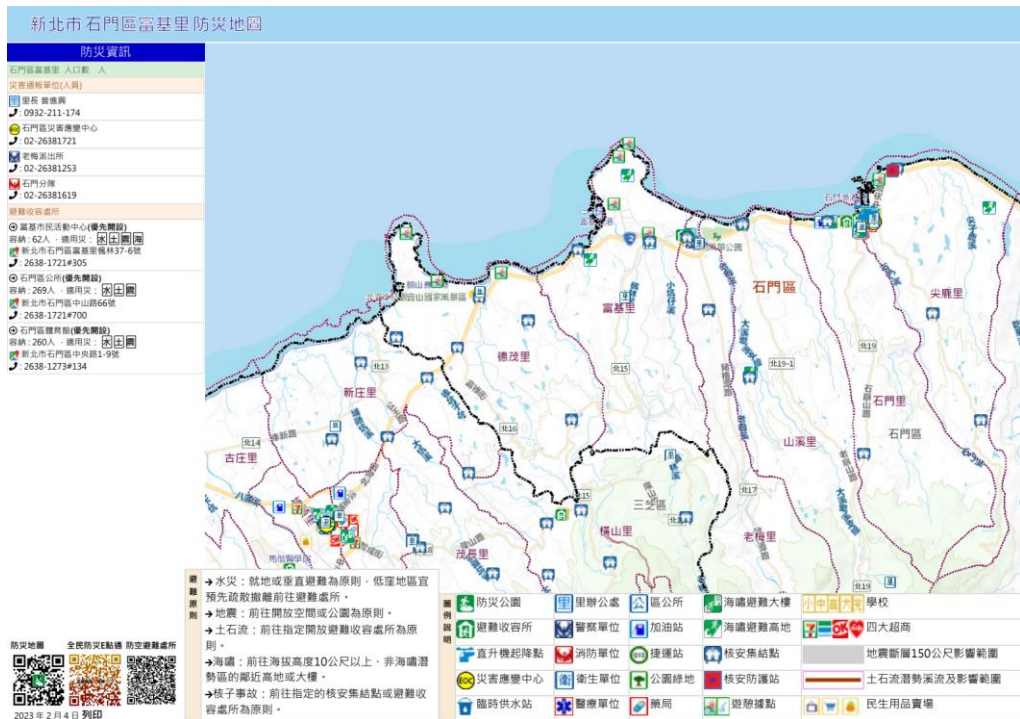 新北市石門區富基里防災地圖
防災資訊
石門區富基里 人口數 人
災害通報單位(人員)
里長 曾進興
: 0932-211-174
石門區災害應變中心
: 02-26381721
老梅派出所
: 02-26381253
石門分隊
: 02-26381619
避難收容處所
富基市民活動中心(優先開設)
容納 : 62人 , 適用災 : 水 土 震 海
新北市石門區富基里楓林37-6號
: 2638-1721#305
石門區公所(優先開設)
容納 : 269人 , 適用災 : 水 土 震
新北市石門區中山路66號
: 2638-1721#700
石門區體育館(優先開設)
容納 : 260人 , 適用災 : 水 土 震
新北市石門區中央路1-9號
: 2638-1273#134
石門區
富基里
尖鹿里
德茂里
北19
北19-1
北15
北13
新庄里
石門里
石門區
北16
山溪里
北14
古庄里
三芝區
北17
橫山里
老梅里
茂長里
北19
避難原則
→水災：就地或垂直避難為原則，低窪地區宜
預先疏散撤離前往避難處所。
→地震：前往開放空間或公園為原則。
→土石流：前往指定開放避難收容處所為原
則。
→海嘯：前往海拔高度10公尺以上、非海嘯潛
勢區的鄰近高地或大樓。
→核子事故：前往指定的核安集結點或避難收
容處所為原則。
圖例說明
防災公園
里 里辦公處
公 區公所
海嘯避難大樓
小 中 高 大 民 學校
避難收容所
警察單位
加油站
海嘯避難高地
7 OK 四大超商
直升機起降點
消防單位
捷運站
核安集結點
地震斷層150公尺影響範圍
EOC 災害應變中心
衛 衛生單位
公園綠地
核安防護站
土石流潛勢溪流及影響範圍
臨時供水站
醫療單位
藥局
遊憩據點
民生用品賣場
防災地圖 全民防災E點通 防空避難處所
2023 年 2 月 4 日 列印